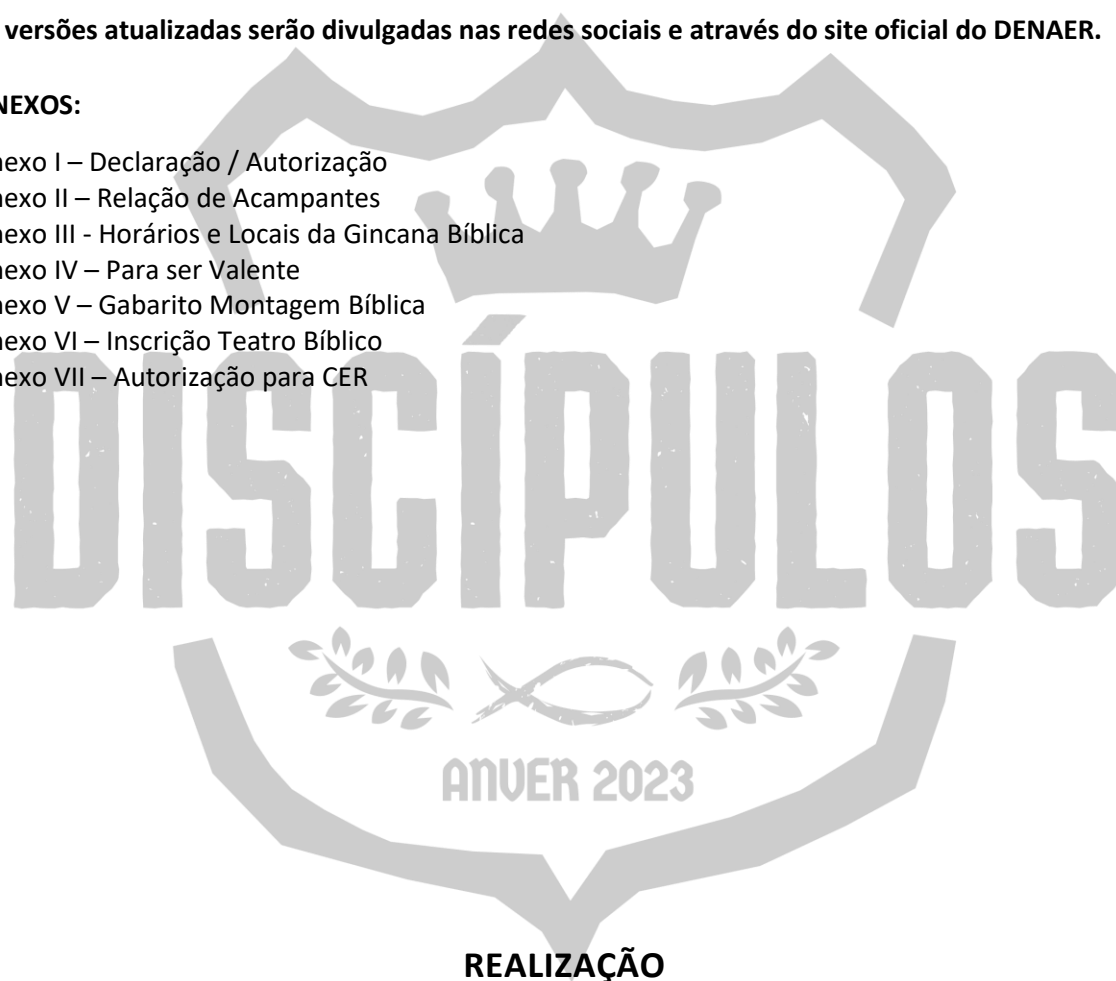 versões atualizadas serão divulgadas nas redes sociais e através do site oficial do DENAER.
NEXOS:
nexo I – Declaração / Autorização
nexo II – Relação de Acampantes
nexo III - Horários e Locais da Gincana Bíblica
nexo IV – Para ser Valente
nexo V – Gabarito Montagem Bíblica
nexo VI – Inscrição Teatro Bíblico
nexo VII – Autorização para CER
DISCÍPULOS
ANVER 2023
REALIZAÇÃO